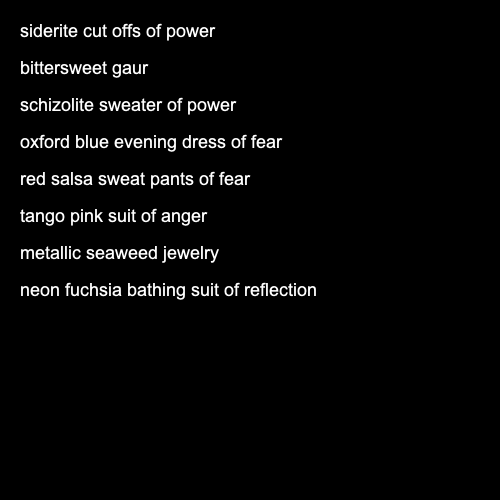 siderite cut offs of power
bittersweet gaur
schizolite sweater of power
oxford blue evening dress of fear
red salsa sweat pants of fear
tango pink suit of anger
metallic seaweed jewelry
neon fuchsia bathing suit of reflection